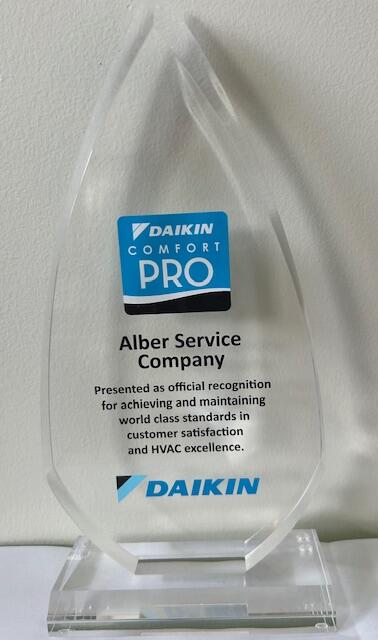 DAIKIN
COMFORT
PRO
Alber Service
Company
Presented as official recognition
for achieving and maintaining
world class standards in
customer satisfaction
and HVAC excellence.
DAIKIN